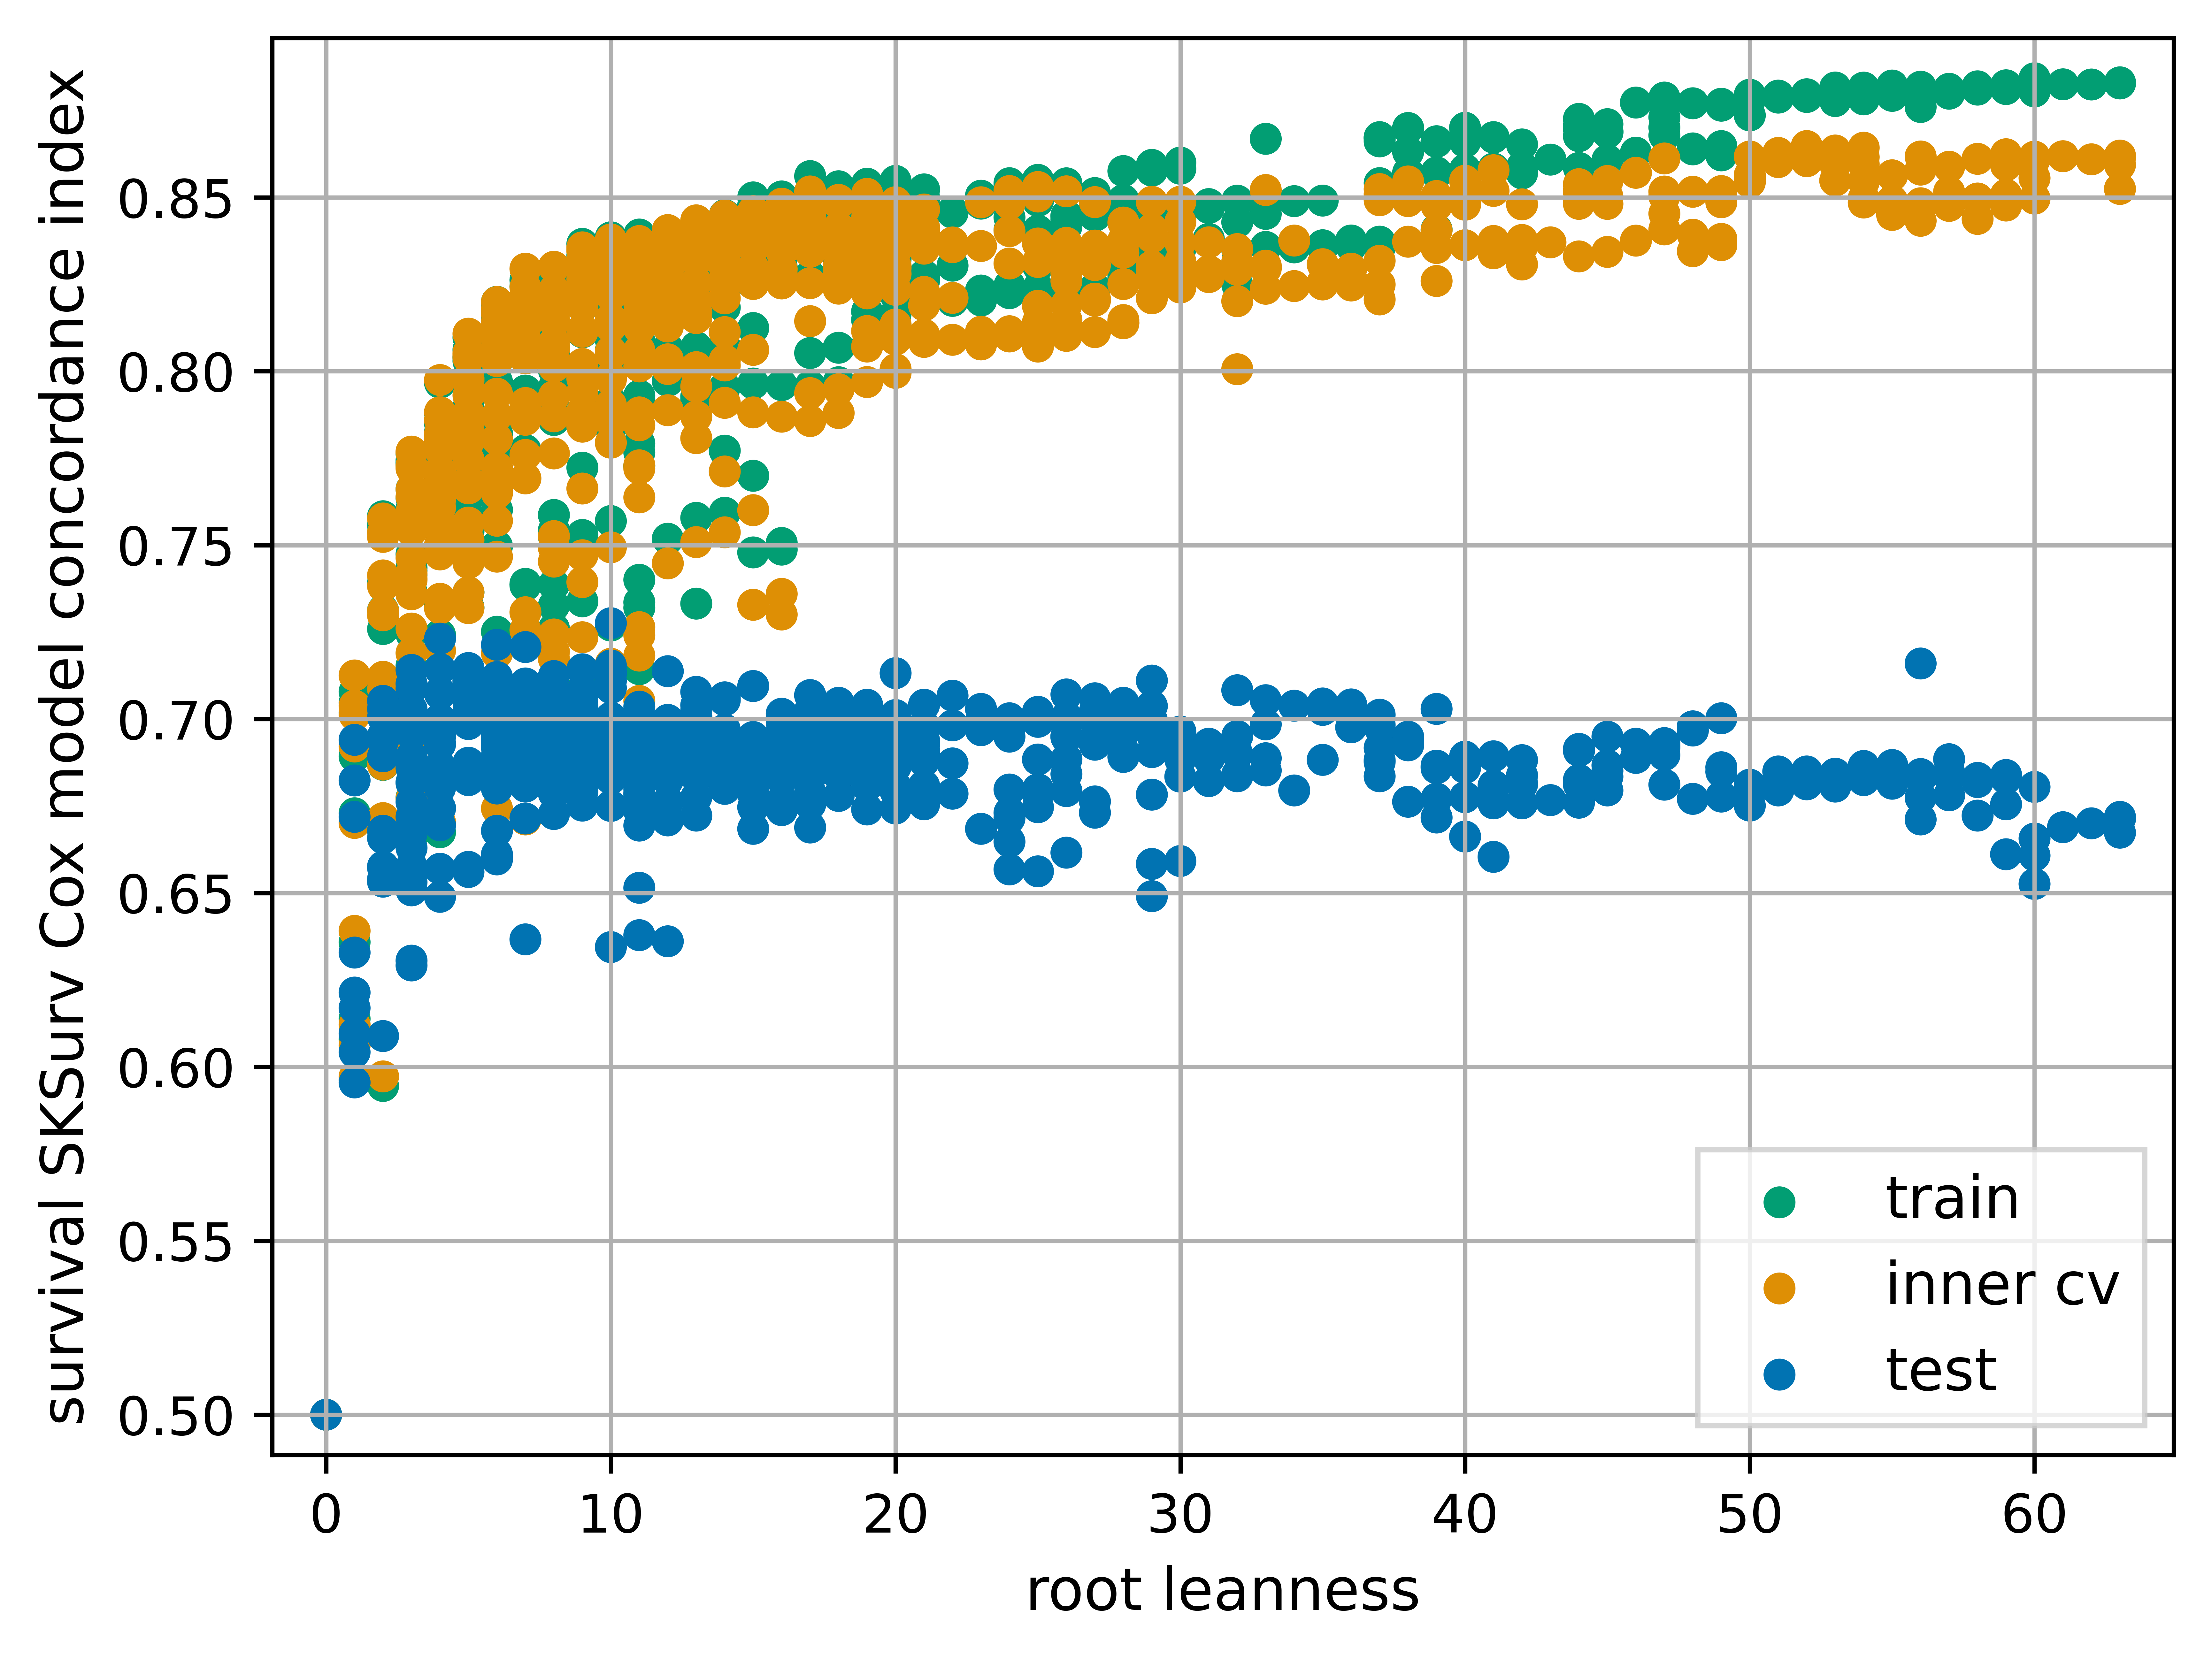 survival SKSurv Cox model concordance index
0.85
0.80
0.75
0.70
0.65
0.60
0.55
0.50
train
inner cv
test
0 10 20 30 40 50 60
root leanness